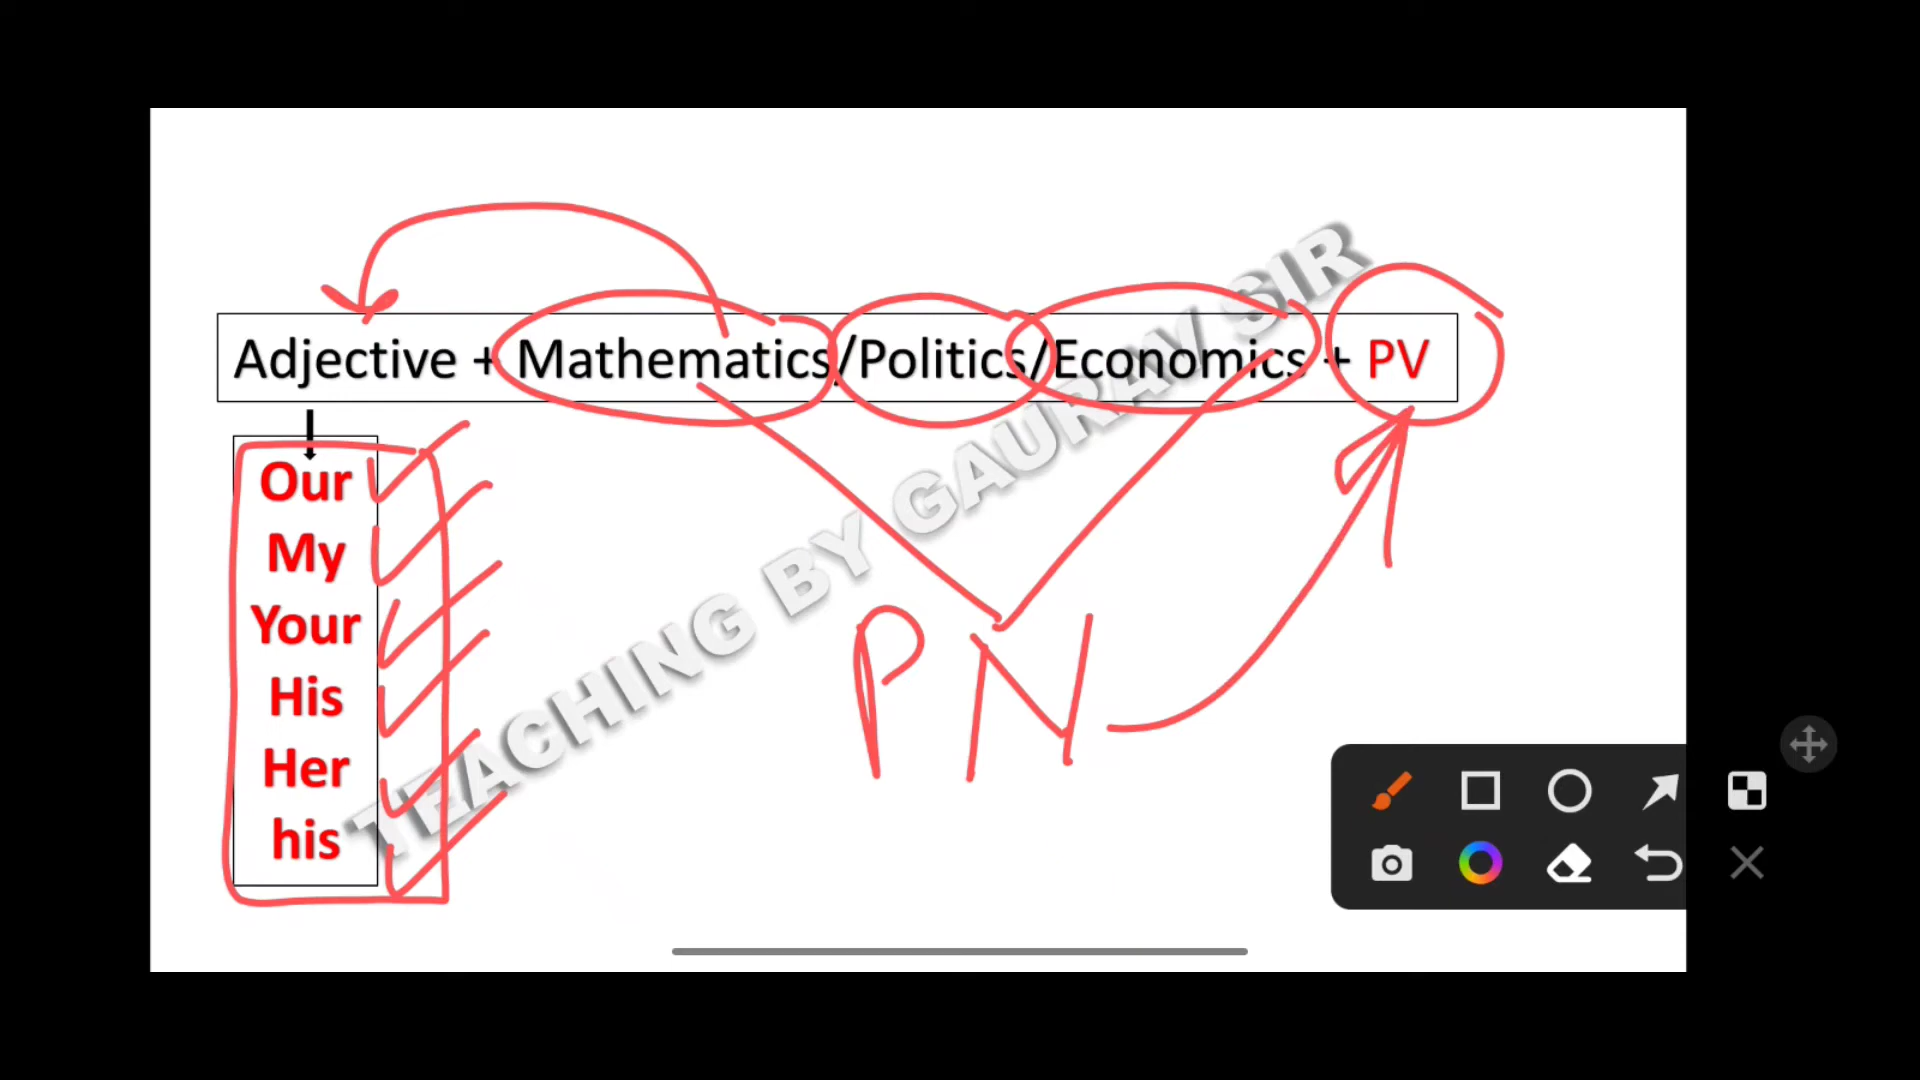 Adjective + Mathematics/Politics/Economics + PV
Our
My
Your
His
Her
his
PN
TEACHING BY GAURAV SIR